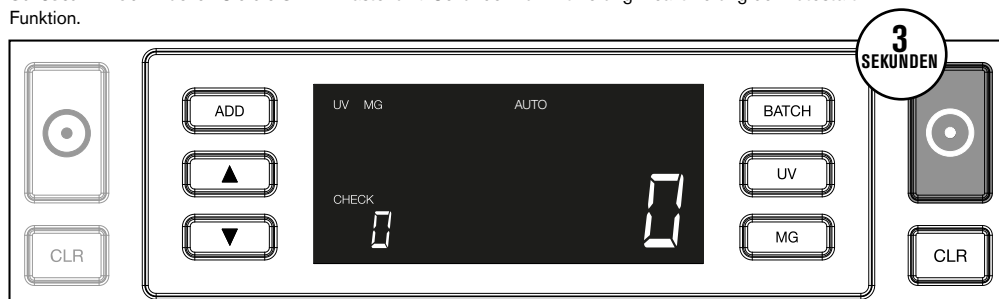 Funktion.
3
SEKUNDEN
UV MG AUTO
ADD
BATCH
UV
CHECK
0 0
MG
CLR
CLR